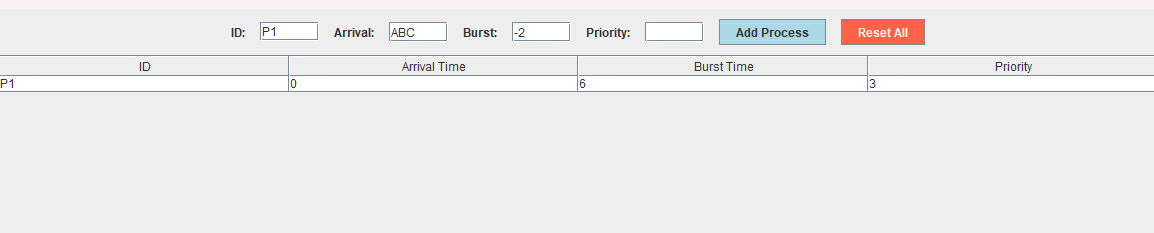 ID: P1 Arrival: ABC Burst: -2 Priority: Add Process Reset All
ID Arrival Time Burst Time Priority
P1 0 6 3